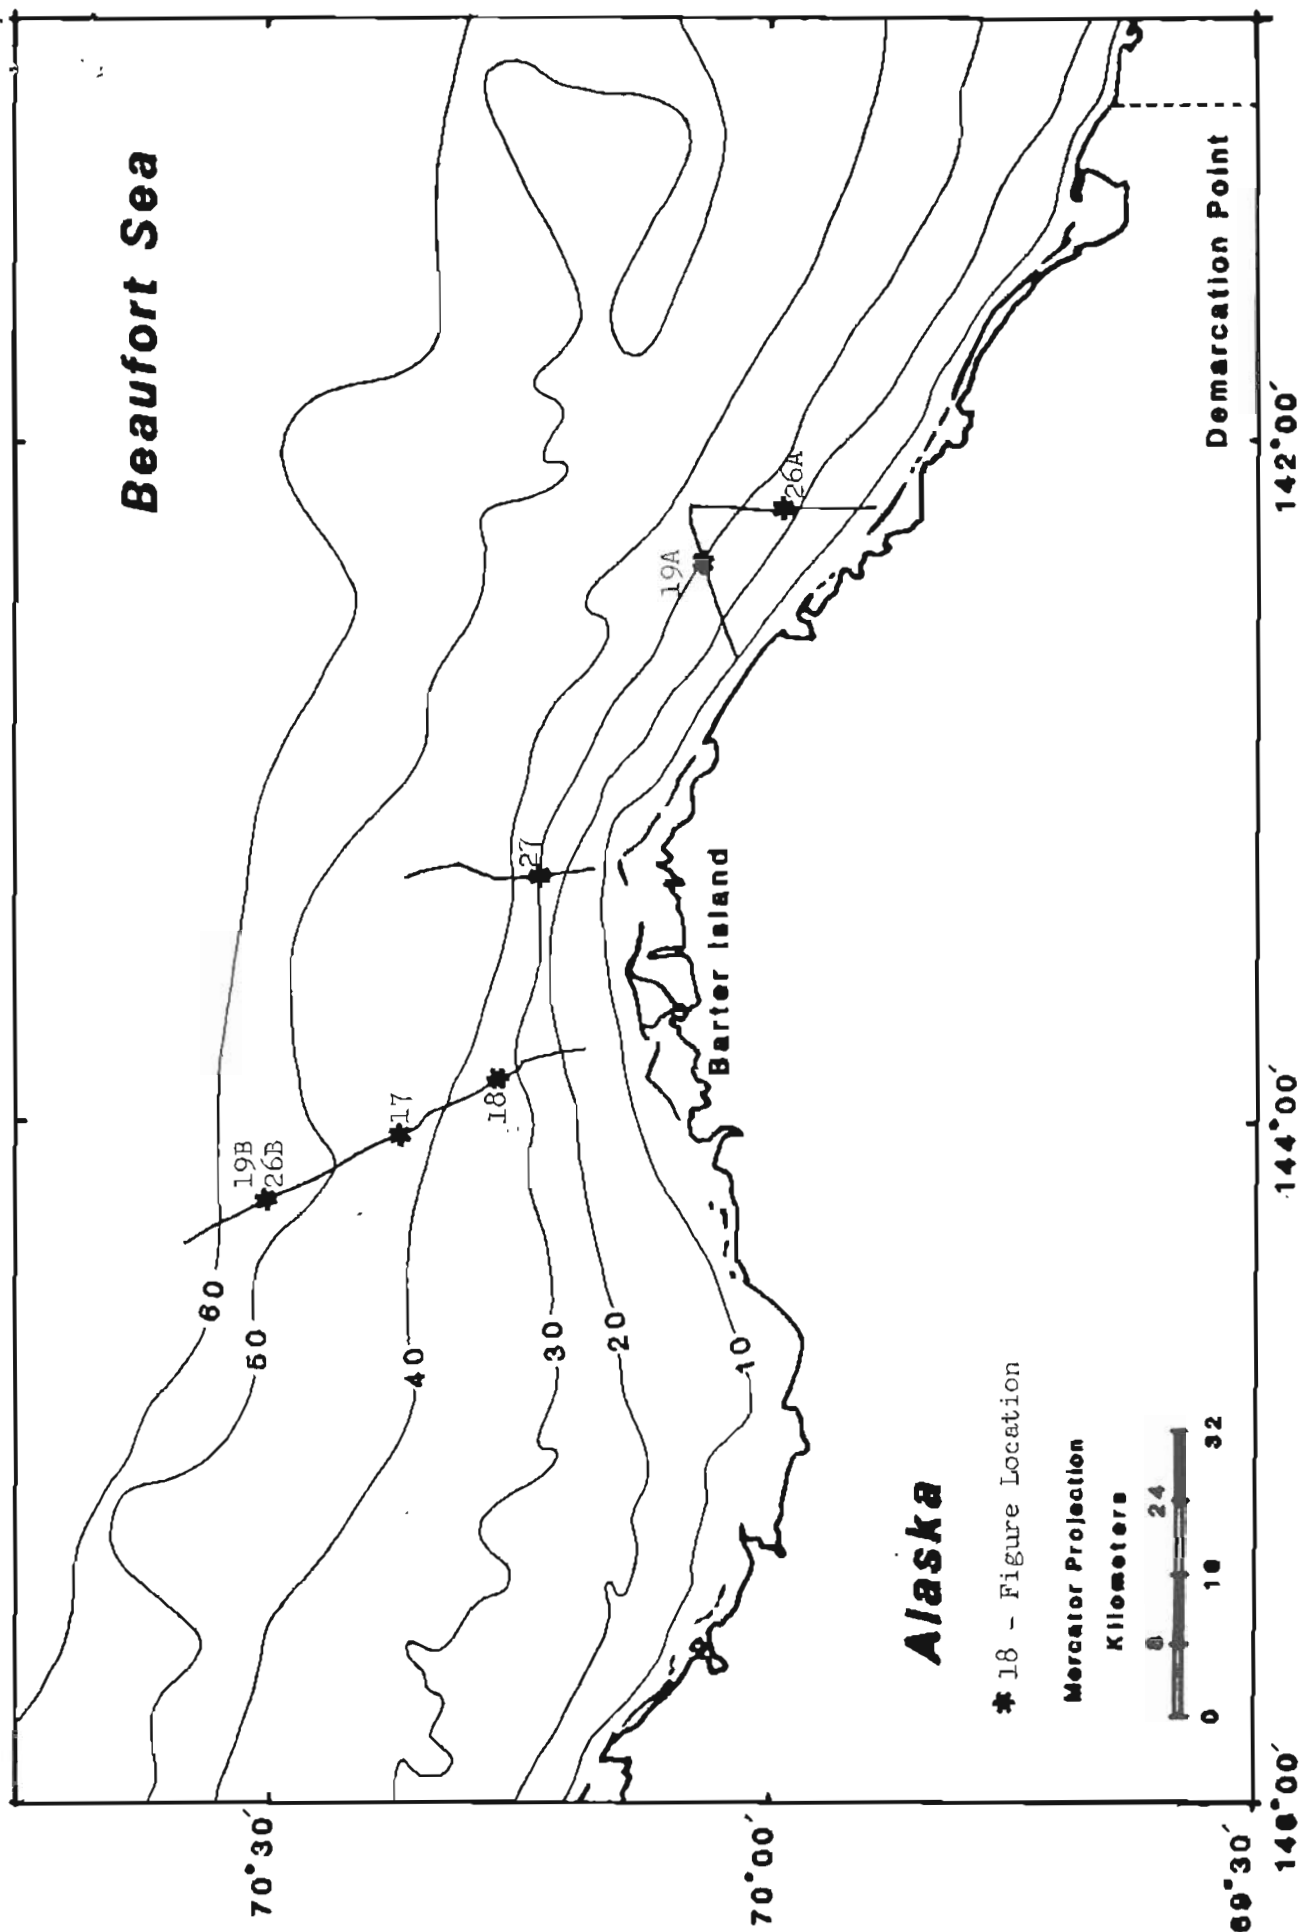 Beaufort Sea
60
50
40
30
20
10
19B
26B
17
18
27
19A
26A
Barter Island
Demarcation Point
Alaska
* 18 - Figure Location
Mercator Projection
Kilometers
0 8 16 24 32
70°30′
70°00′
69°30′
146°00′
144°00′
142°00′